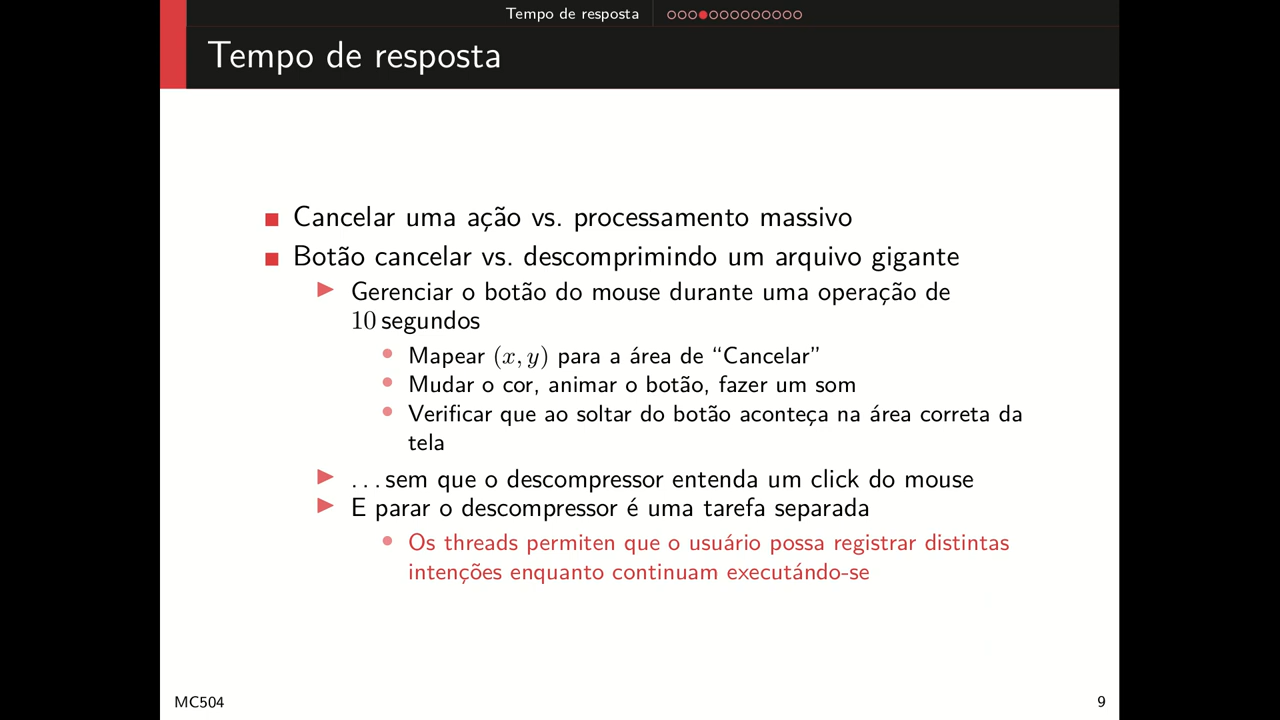 Tempo de resposta
Tempo de resposta
Cancelar uma ação vs. processamento massivo
Botão cancelar vs. descomprimindo um arquivo gigante
Gerenciar o botão do mouse durante uma operação de
10 segundos
Mapear (x, y) para a área de “Cancelar”
Mudar o cor, animar o botão, fazer um som
Verificar que ao soltar do botão aconteça na área correta da
tela
...sem que o descompressor entenda um click do mouse
E parar o descompressor é uma tarefa separada
Os threads permiten que o usuário possa registrar distintas
intenções enquanto continuam executándo-se
MC504
9